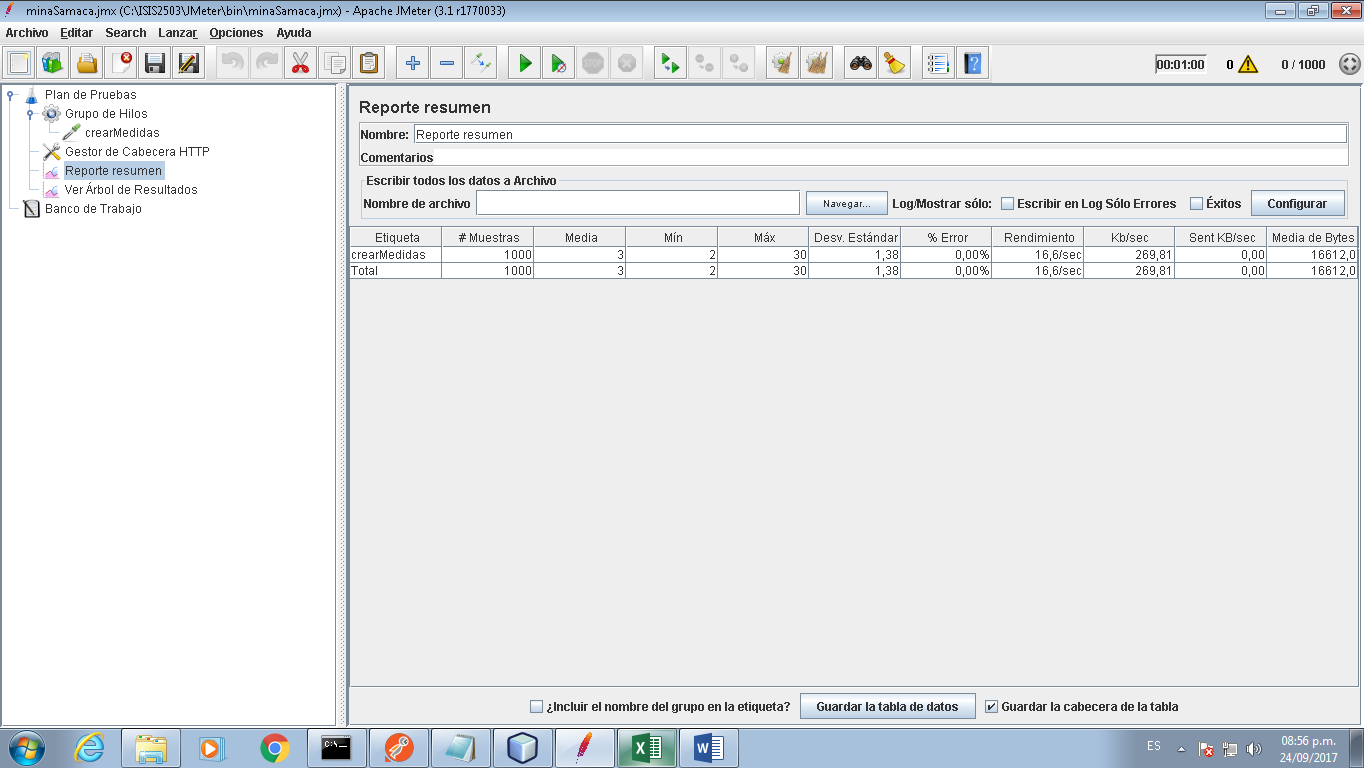 minaSamaca.jmx (C:\ISIS2503\JMeter\bin\minaSamaca.jmx) - Apache JMeter (3.1 r1770033)
Archivo Editar Search Lanzar Opciones Ayuda
00:01:00 0 0 / 1000
Plan de Pruebas
Grupo de Hilos
crearMedidas
Gestor de Cabecera HTTP
Reporte resumen
Ver Árbol de Resultados
Banco de Trabajo
Reporte resumen
Nombre: Reporte resumen
Comentarios
Escribir todos los datos a Archivo
Nombre de archivo Navegar... Log/Mostrar sólo: Escribir en Log Sólo Errores Éxitos Configurar
Etiqueta # Muestras Media Mín Máx Desv. Estándar % Error Rendimiento Kb/sec Sent KB/sec Media de Bytes
crearMedidas 1000 3 2 30 1,38 0,00% 16,6/sec 269,81 0,00 16612,0
Total 1000 3 2 30 1,38 0,00% 16,6/sec 269,81 0,00 16612,0
¿Incluir el nombre del grupo en la etiqueta? Guardar la tabla de datos Guardar la cabecera de la tabla
C:\_
ES
08:56 p.m.
24/09/2017